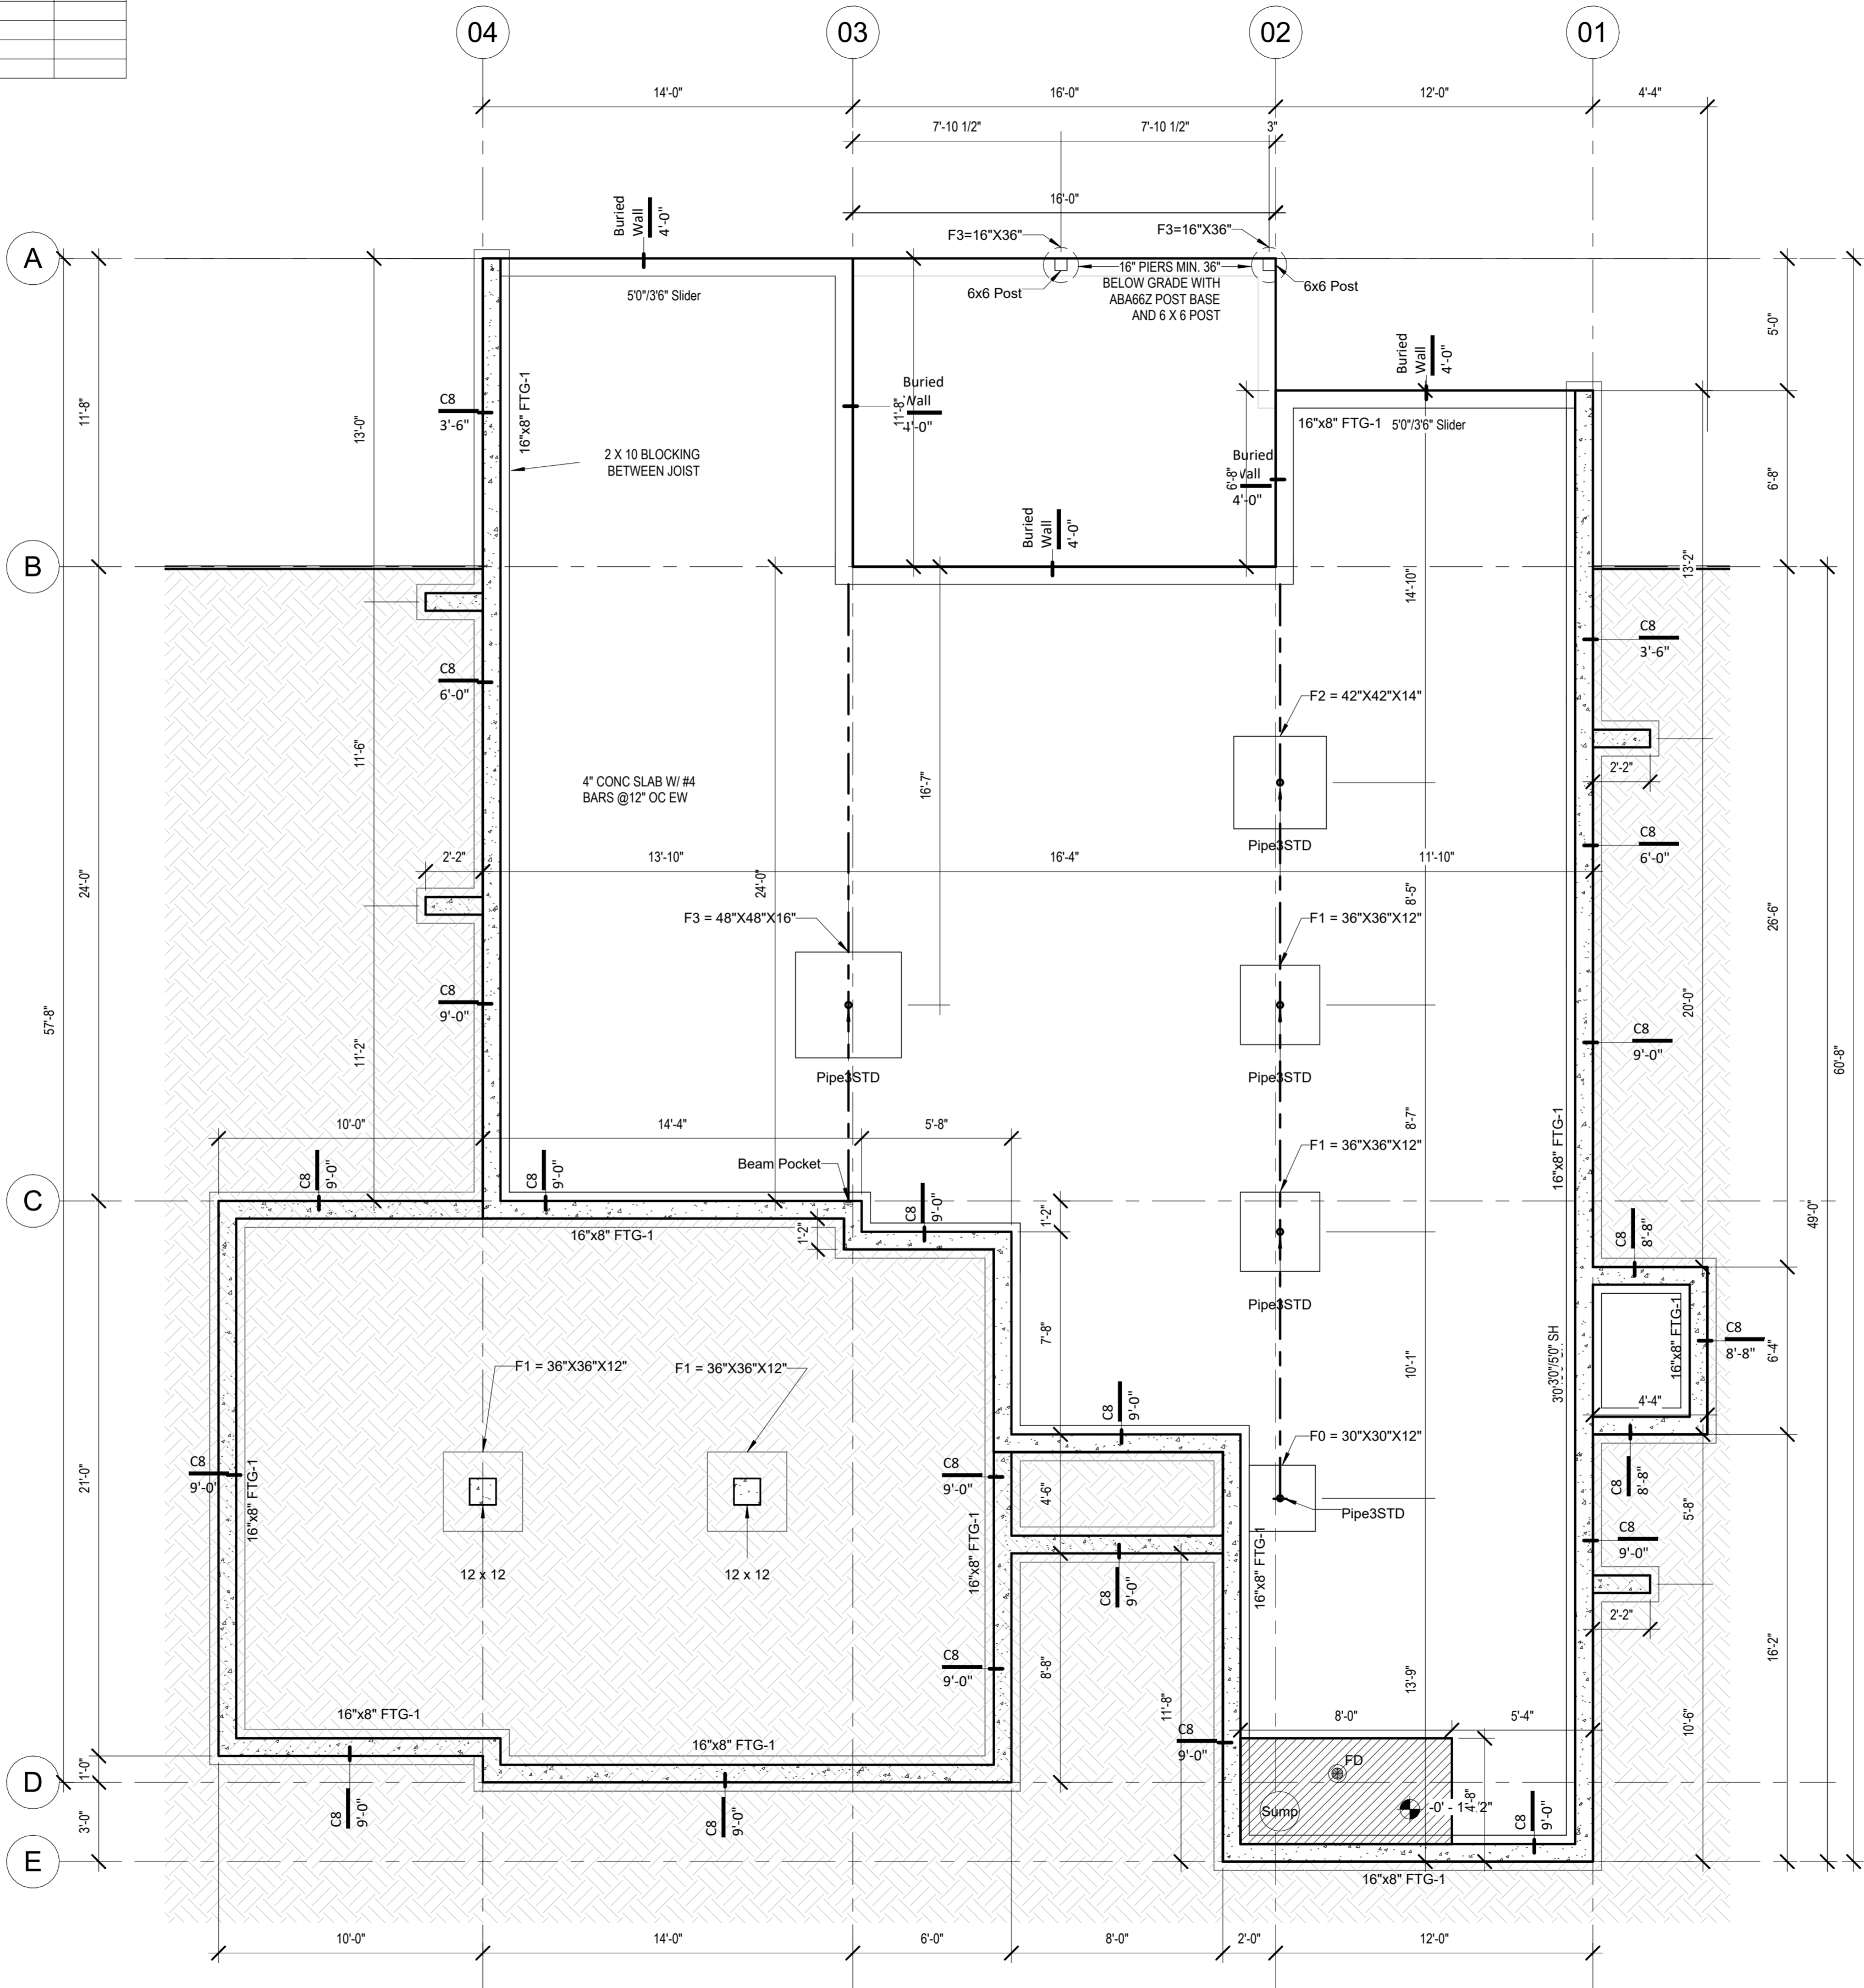 04
03
02
01
14'-0"
16'-0"
12'-0"
4'-4"
7'-10 1/2"
7'-10 1/2"
3"
16'-0"
Buried
Wall
4'-0"
F3=16"X36"
F3=16"X36"
A
5'0"/3'6" Slider
6x6 Post
16" PIERS MIN. 36"
BELOW GRADE WITH
ABA66Z POST BASE
AND 6 X 6 POST
6x6 Post
5'-0"
Buried
Wall
4'-0"
11'-8"
13'-0"
C8
3'-6"
16"x8" FTG-1
Buried
Wall
4'-0"
11'-8"
16"x8" FTG-1
5'0"/3'6" Slider
2 X 10 BLOCKING
BETWEEN JOIST
Buried
Wall
4'-0"
6'-8"
6'-8"
Buried
Wall
4'-0"
B
13'-2"
14'-10"
C8
3'-6"
C8
6'-0"
F2 = 42"X42"X14"
11'-6"
4" CONC SLAB W/ #4
BARS @12" OC EW
16'-7"
2'-2"
Pipe3STD
C8
6'-0"
2'-2"
13'-10"
16'-4"
11'-10"
24'-0"
24'-0"
8'-5"
26'-6"
60'-8"
F3 = 48"X48"X16"
F1 = 36"X36"X12"
C8
9'-0"
57'-8"
20'-0"
C8
9'-0"
11'-2"
Pipe3STD
Pipe3STD
8'-7"
10'-0"
14'-4"
5'-8"
F1 = 36"X36"X12"
16"x8" FTG-1
Beam Pocket
C8
9'-0"
C8
9'-0"
C8
9'-0"
C
1'-2"
49'-0"
16"x8" FTG-1
1'-2"
C8
8'-8"
Pipe3STD
7'-8"
10'-1"
3'0"/5'0" SH
16"x8" FTG-1
C8
8'-8"
6'-4"
F1 = 36"X36"X12"
F1 = 36"X36"X12"
4'-4"
C8
9'-0"
F0 = 30"X30"X12"
21'-0"
C8
9'-0"
16"x8" FTG-1
C8
9'-0"
4'-6"
C8
8'-8"
5'-8"
Pipe3STD
C8
9'-0"
12 x 12
12 x 12
16"x8" FTG-1
C8
9'-0"
16"x8" FTG-1
2'-2"
16'-2"
C8
9'-0"
8'-8"
13'-9"
11'-8"
10'-6"
16"x8" FTG-1
8'-0"
5'-4"
C8
9'-0"
16"x8" FTG-1
FD
1'-0"
D
C8
9'-0"
C8
9'-0"
Sump
4'-8"
C8
9'-0"
3'-0"
E
16"x8" FTG-1
10'-0"
14'-0"
6'-0"
8'-0"
2'-0"
12'-0"